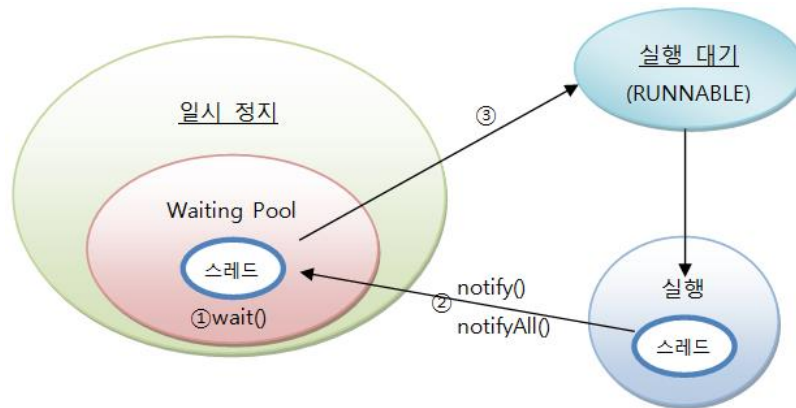 실행 대기
(RUNNABLE)
일시 정지
③
Waiting Pool
스레드
①wait()
②
notify()
notifyAll()
실행
스레드